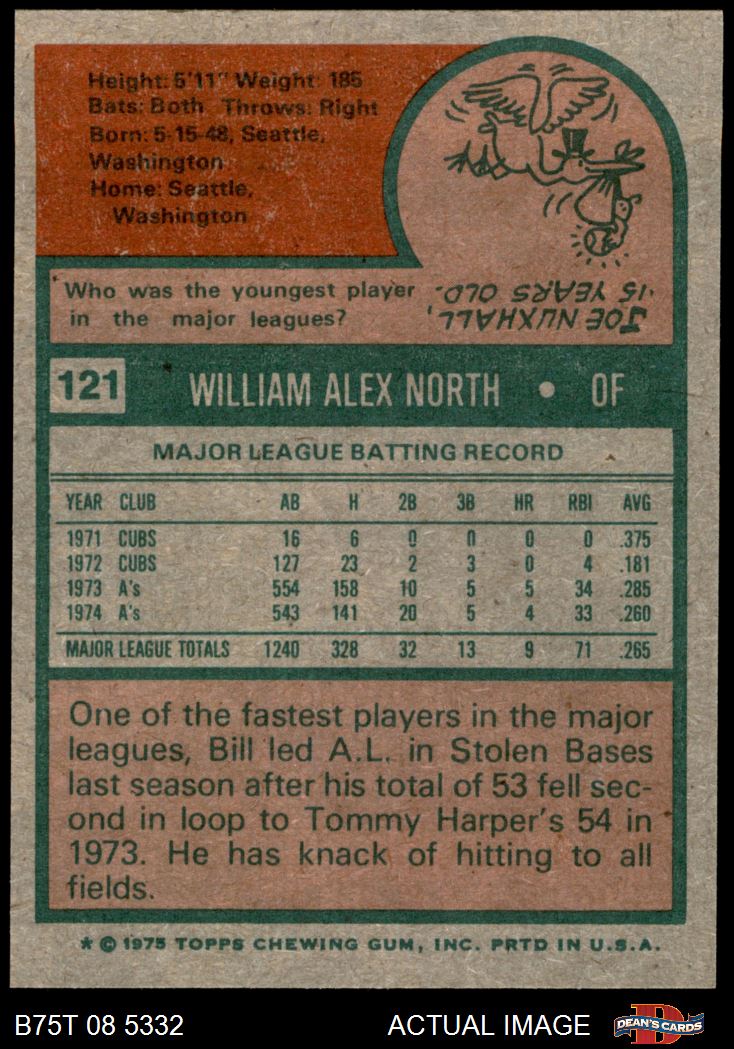 Height: 5'11" Weight: 185
Bats: Both Throws: Right
Born: 5-15-48, Seattle,
Washington
Home: Seattle,
Washington
Who was the youngest player
in the major leagues?
JOE NUXHALL,
15 YEARS OLD.
121 WILLIAM ALEX NORTH • OF
MAJOR LEAGUE BATTING RECORD
YEAR CLUB AB H 2B 3B HR RBI AVG
1971 CUBS 16 6 0 0 0 0 .375
1972 CUBS 127 23 2 3 0 4 .181
1973 A's 554 158 10 5 5 34 .285
1974 A's 543 141 20 5 4 33 .260
MAJOR LEAGUE TOTALS 1240 328 32 13 9 71 .265
One of the fastest players in the major
leagues, Bill led A.L. in Stolen Bases
last season after his total of 53 fell sec-
ond in loop to Tommy Harper's 54 in
1973. He has knack of hitting to all
fields.
* © 1975 TOPPS CHEWING GUM, INC. PRTD IN U.S.A.
B75T 08 5332 ACTUAL IMAGE DEAN'S CARDS